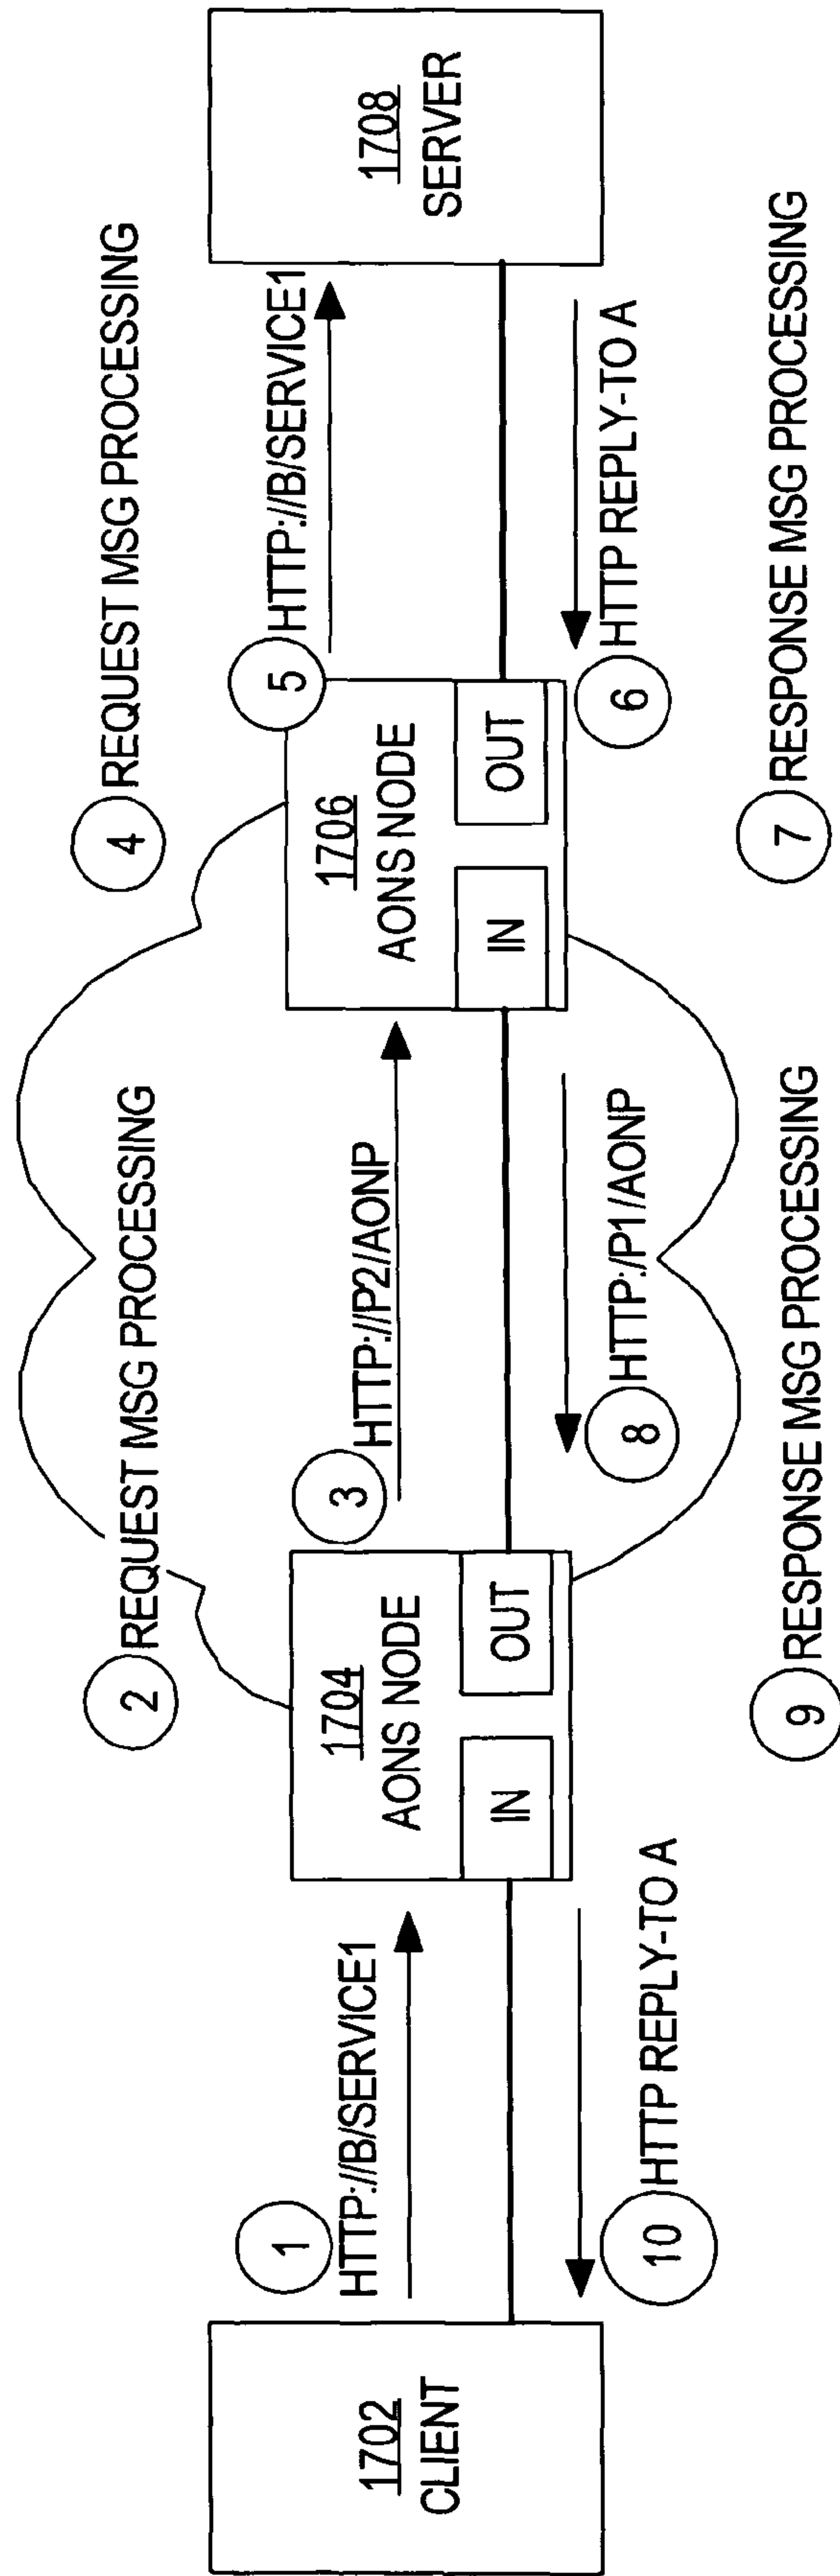 1702
CLIENT
1
HTTP://B/SERVICE1
10
HTTP REPLY-TO A
2
REQUEST MSG PROCESSING
1704
AONS NODE
IN
OUT
9
RESPONSE MSG PROCESSING
3
HTTP://P2/AONP
8
HTTP:/P1/AONP
4
REQUEST MSG PROCESSING
1706
AONS NODE
IN
OUT
7
RESPONSE MSG PROCESSING
5
HTTP://B/SERVICE1
6
HTTP REPLY-TO A
1708
SERVER